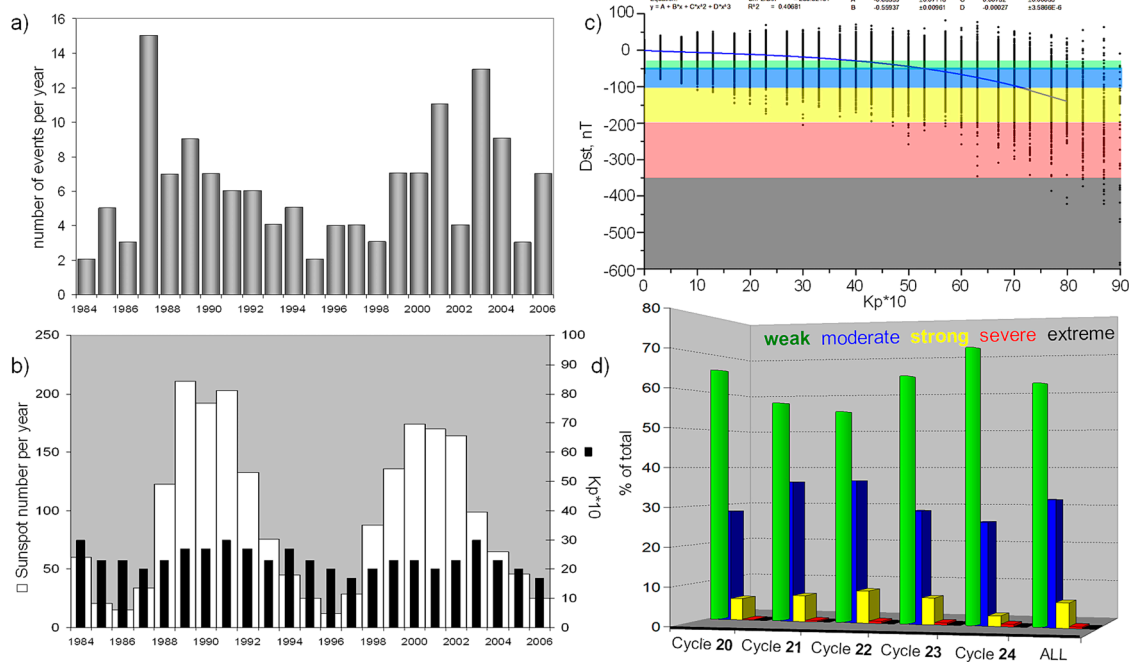 a)
number of events per year
16
14
12
10
8
6
4
2
0
1984 1986 1988 1990 1992 1994 1996 1998 2000 2002 2004 2006
b)
Sunspot number per year
250
200
150
100
50
0
100
90
80
70
60
50
40
30
20
10
0
Kp*10
1984 1986 1988 1990 1992 1994 1996 1998 2000 2002 2004 2006
y = A + B*x + C*x^2 + D*x^3 R^2 = 0.40681 B -0.55937 ±0.00961 D -0.00027 ±3.5866E-6
c)
Dst, nT
100
0
-100
-200
-300
-400
-500
-600
0 10 20 30 40 50 60 70 80 90
Kp*10
d)
weak moderate strong severe extreme
% of total
80
70
60
50
40
30
20
10
0
Cycle 20 Cycle 21 Cycle 22 Cycle 23 Cycle 24 ALL